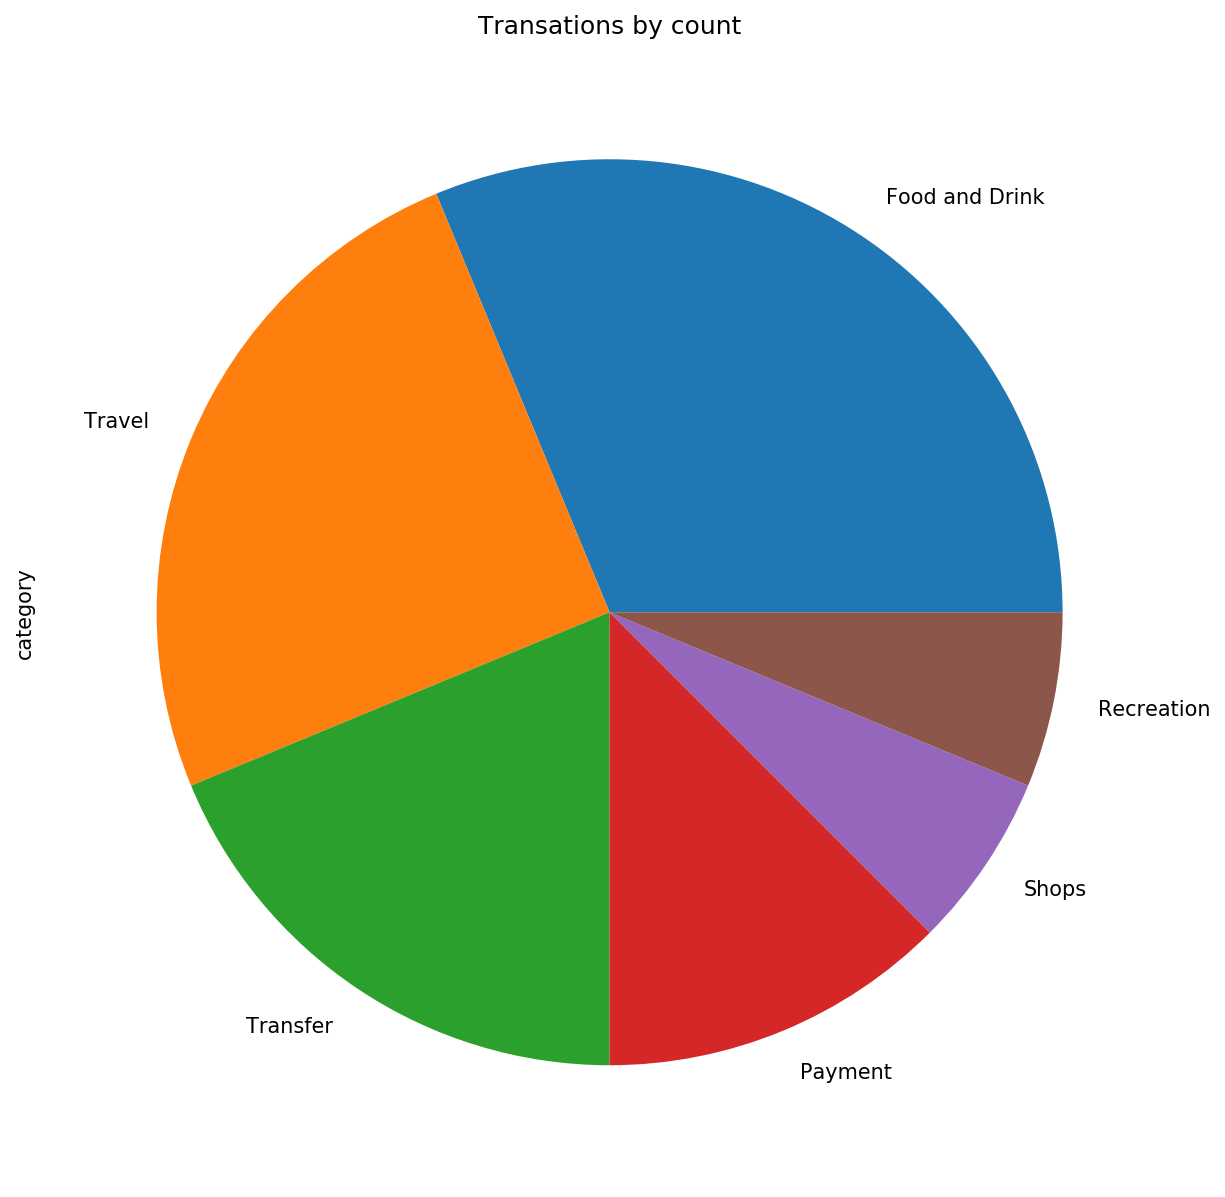 Transations by count
Food and Drink
Travel
category
Recreation
Shops
Transfer
Payment